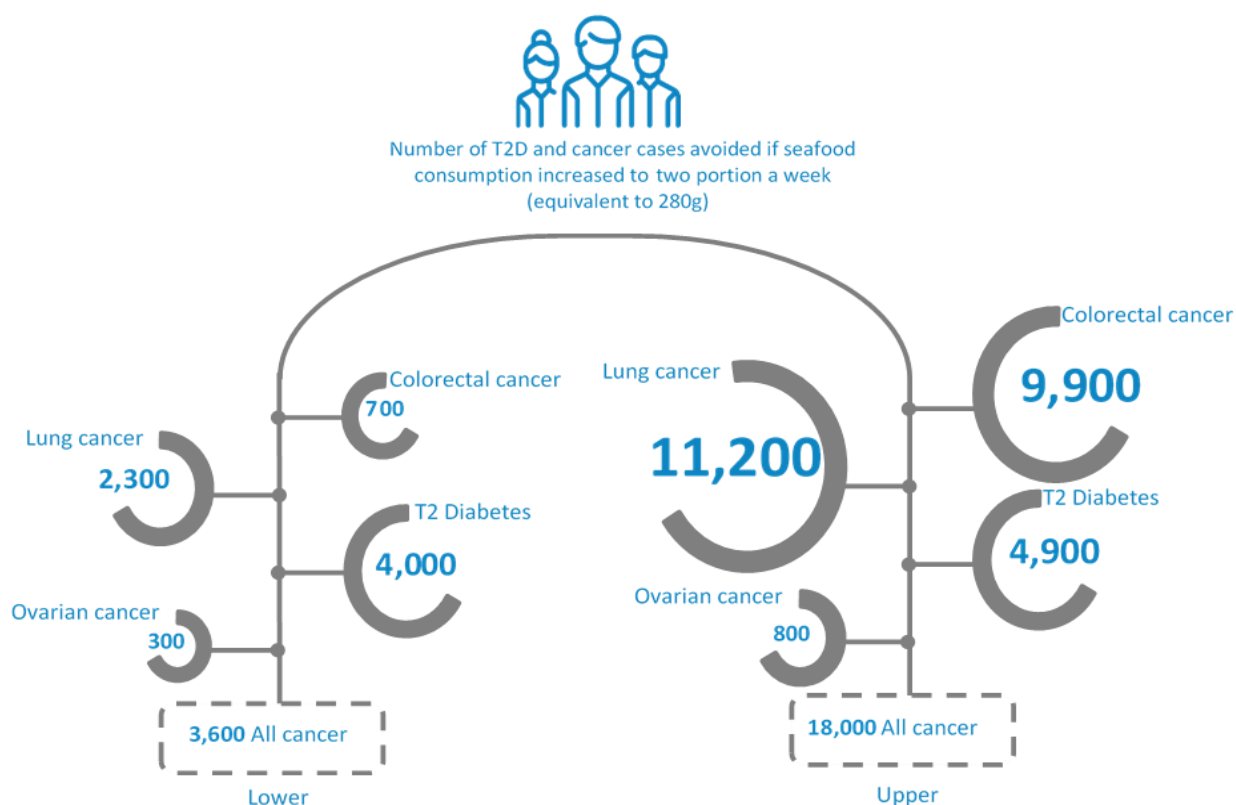 Number of T2D and cancer cases avoided if seafood
consumption increased to two portion a week
(equivalent to 280g)
Colorectal cancer
700
Lung cancer
2,300
T2 Diabetes
4,000
Ovarian cancer
300
3,600 All cancer
Lower
Colorectal cancer
9,900
Lung cancer
11,200
T2 Diabetes
4,900
Ovarian cancer
800
18,000 All cancer
Upper